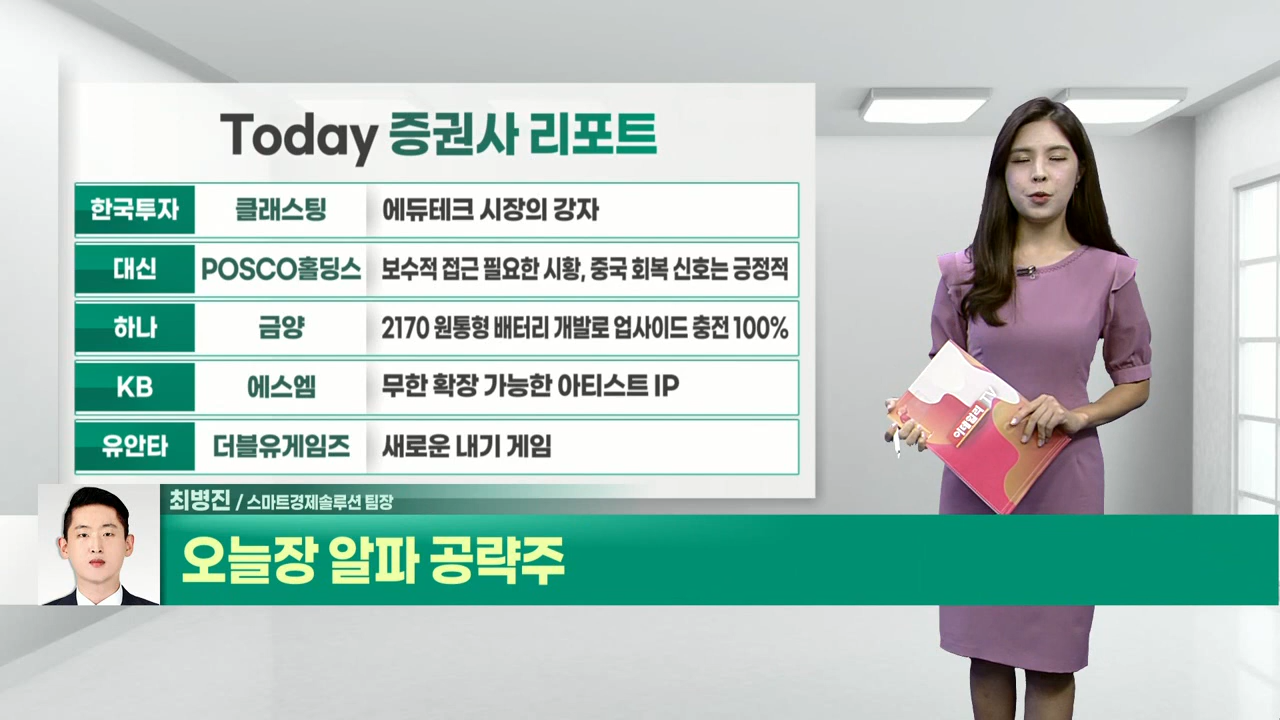 Today 증권사 리포트
한국투자 클래스팅 에듀테크 시장의 강자
대신 POSCO홀딩스 보수적 접근 필요한 시황, 중국 회복 신호는 긍정적
하나 금양 2170 원통형 배터리 개발로 업사이드 충전 100%
KB 에스엠 무한 확장 가능한 아티스트 IP
유안타 더블유게임즈 새로운 내기 게임
이데일리 TV
최병진 / 스마트경제솔루션 팀장
오늘장 알파 공략주